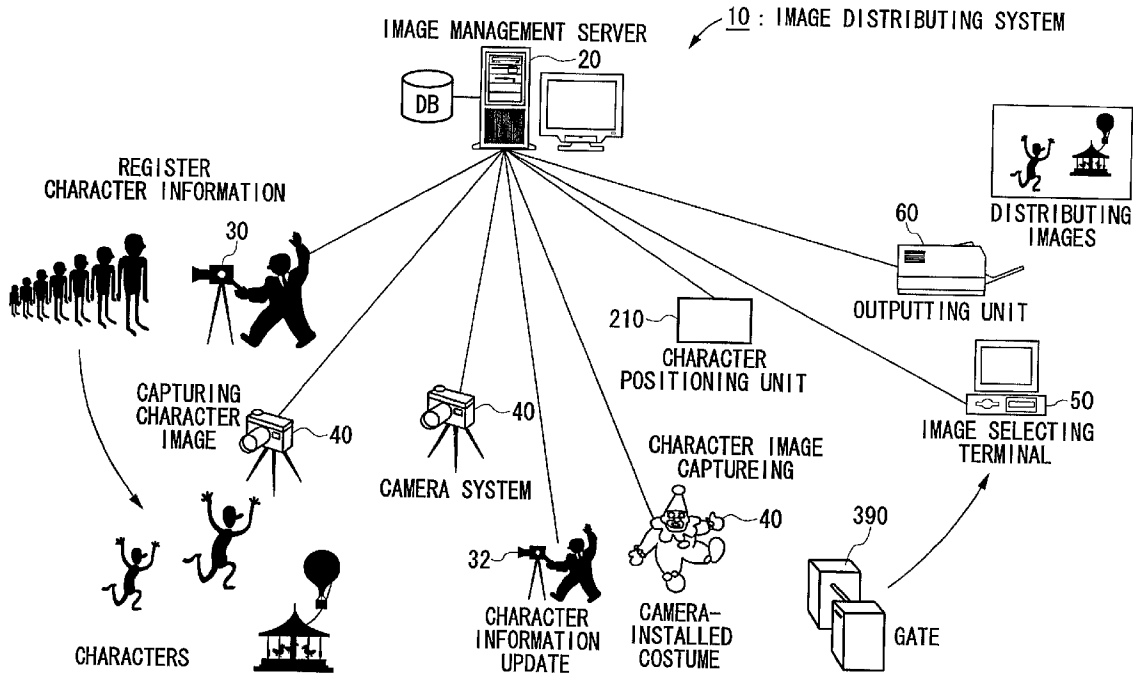 10 : IMAGE DISTRIBUTING SYSTEM
IMAGE MANAGEMENT SERVER
20
DB
REGISTER
CHARACTER INFORMATION
30
60
DISTRIBUTING
IMAGES
OUTPUTTING UNIT
210
CHARACTER
POSITIONING UNIT
CAPTURING
CHARACTER
IMAGE
40
40
CAMERA SYSTEM
50
IMAGE SELECTING
TERMINAL
CHARACTER IMAGE
CAPTUREING
40
390
32
CHARACTERS
CHARACTER
INFORMATION
UPDATE
CAMERA-
INSTALLED
COSTUME
GATE